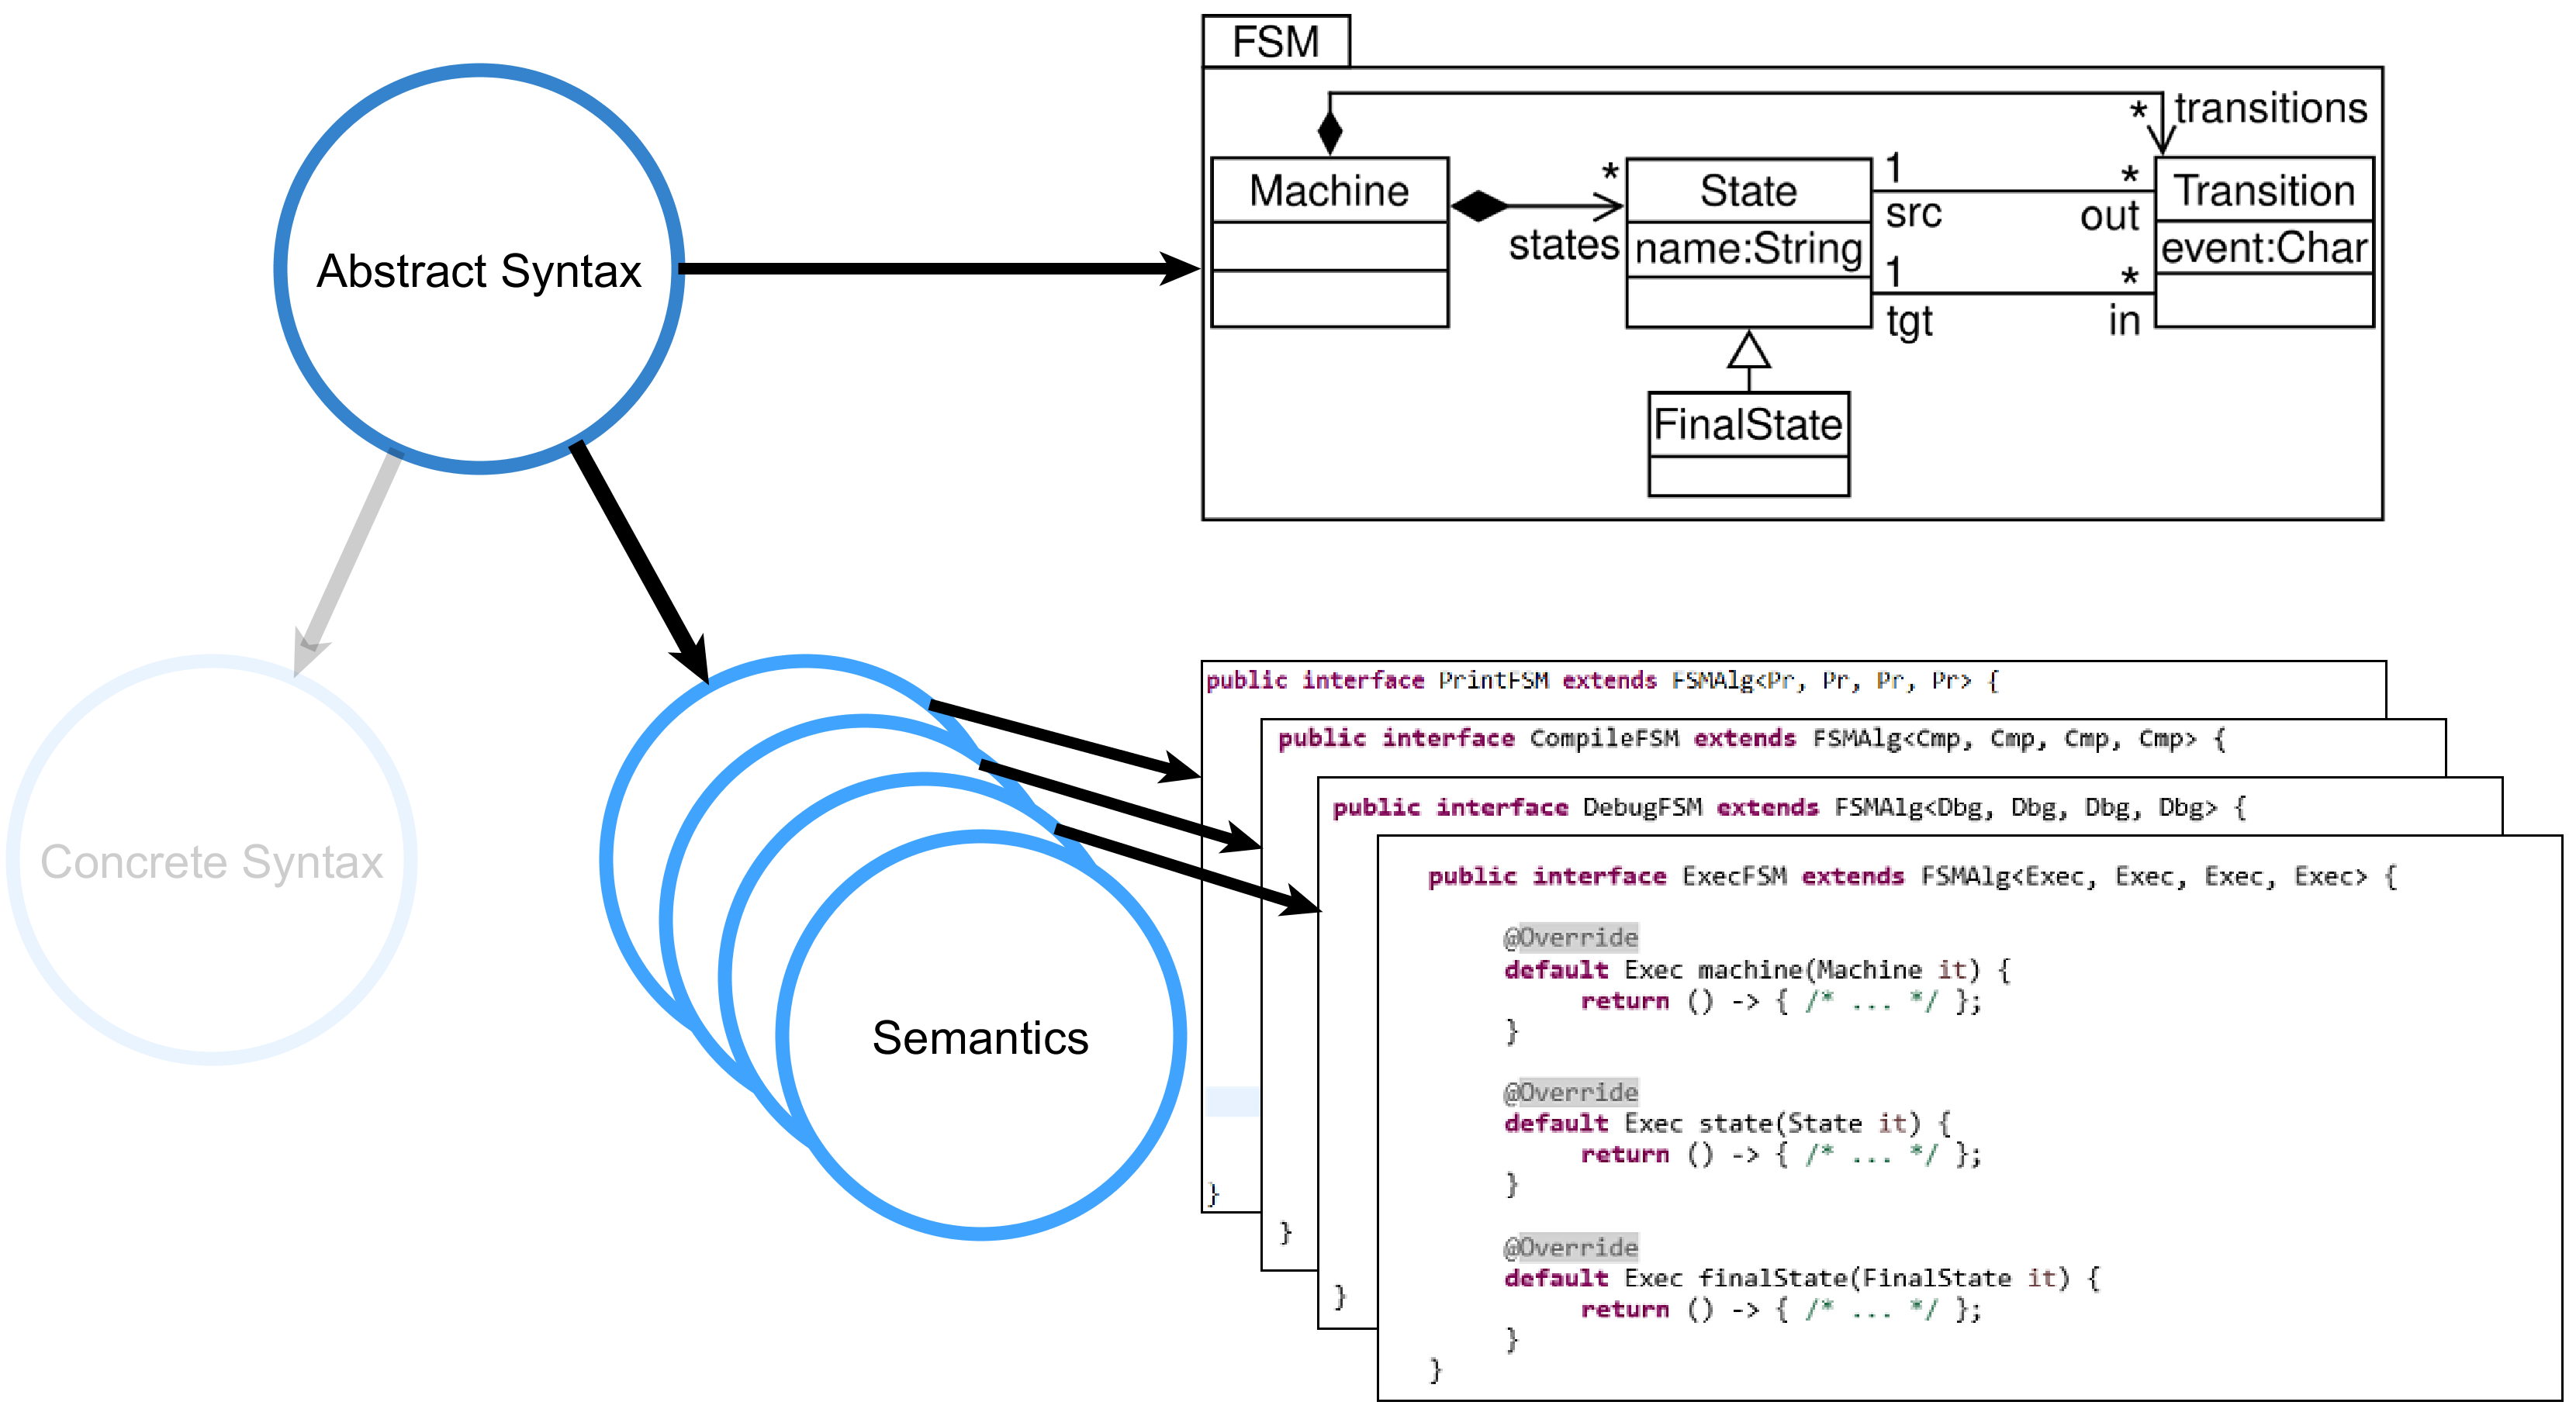 FSM
* transitions
Machine
* states
State
name:String
1 src
* out
1 tgt
* in
Transition
event:Char
FinalState
Abstract Syntax
Concrete Syntax
Semantics
public interface PrintFSM extends FSMAlg<Pr, Pr, Pr, Pr> {
}
public interface CompileFSM extends FSMAlg<Cmp, Cmp, Cmp, Cmp> {
}
public interface DebugFSM extends FSMAlg<Dbg, Dbg, Dbg, Dbg> {
}
public interface ExecFSM extends FSMAlg<Exec, Exec, Exec, Exec> {
@Override
default Exec machine(Machine it) {
return () -> { /* ... */ };
}
@Override
default Exec state(State it) {
return () -> { /* ... */ };
}
@Override
default Exec finalState(FinalState it) {
return () -> { /* ... */ };
}
}